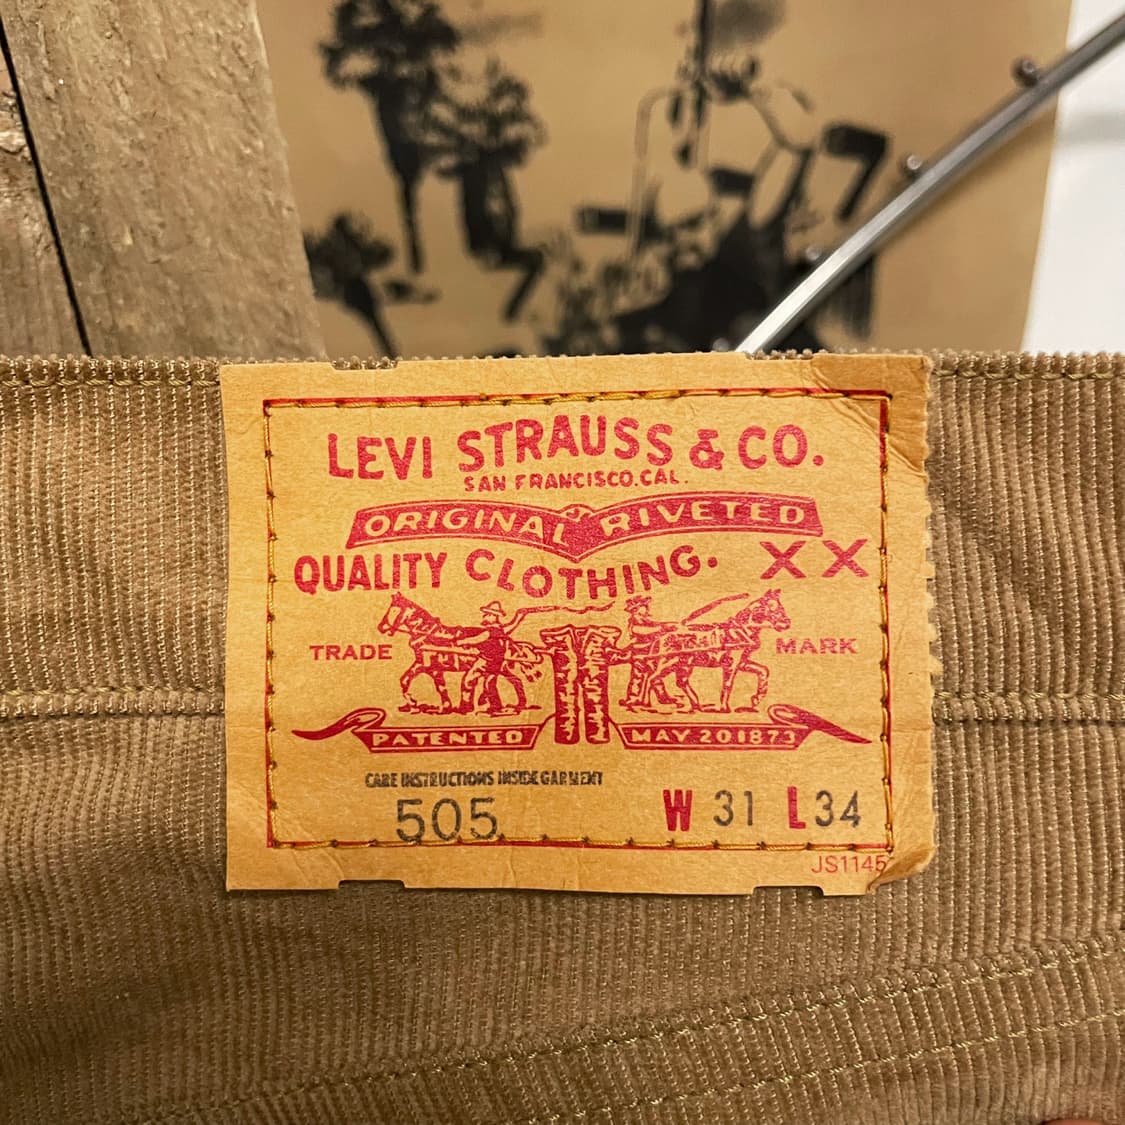 LEVI STRAUSS & CO.
SAN FRANCISCO.CAL.
ORIGINAL RIVETED
QUALITY CLOTHING. XX
TRADE MARK
PATENTED MAY 20 1873
CARE INSTRUCTIONS INSIDE GARMENT
505 W 31 L 34
JS1145